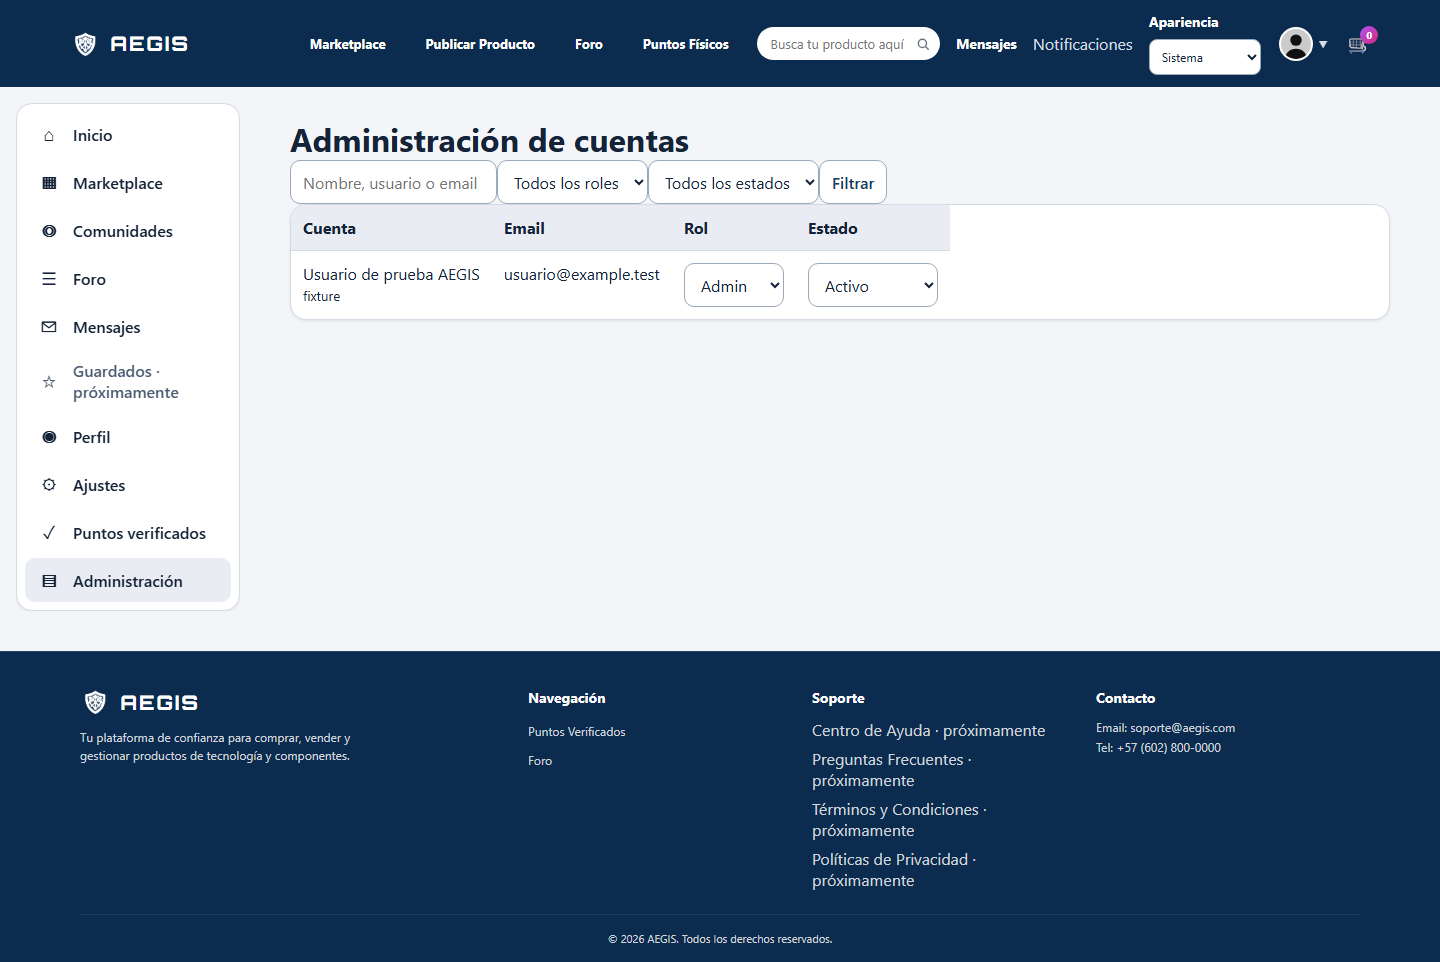 AEGIS
Marketplace
Publicar Producto
Foro
Puntos Físicos
Busca tu producto aquí
Mensajes
Notificaciones
Apariencia
Sistema
0
Inicio
Marketplace
Comunidades
Foro
Mensajes
Guardados ·
próximamente
Perfil
Ajustes
Puntos verificados
Administración
Administración de cuentas
Nombre, usuario o email
Todos los roles
Todos los estados
Filtrar
Cuenta
Email
Rol
Estado
Usuario de prueba AEGIS
fixture
usuario@example.test
Admin
Activo
AEGIS
Tu plataforma de confianza para comprar, vender y
gestionar productos de tecnología y componentes.
Navegación
Puntos Verificados
Foro
Soporte
Centro de Ayuda · próximamente
Preguntas Frecuentes ·
próximamente
Términos y Condiciones ·
próximamente
Políticas de Privacidad ·
próximamente
Contacto
Email: soporte@aegis.com
Tel: +57 (602) 800-0000
© 2026 AEGIS. Todos los derechos reservados.